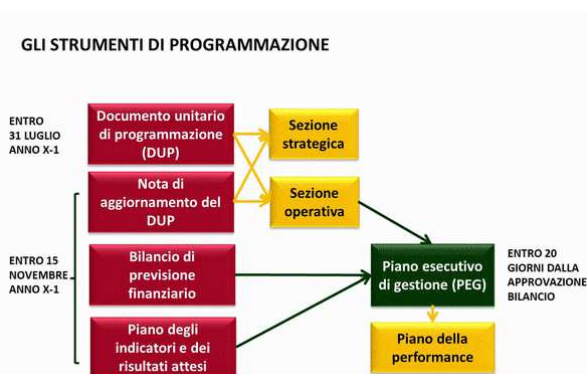 GLI STRUMENTI DI PROGRAMMAZIONE
ENTRO
31 LUGLIO
ANNO X-1
Documento unitario
di programmazione
(DUP)
Sezione
strategica
Nota di
aggiornamento del
DUP
Sezione
operativa
ENTRO 15
NOVEMBRE
ANNO X-1
Bilancio di
previsione
finanziario
Piano esecutivo
di gestione (PEG)
ENTRO 20
GIORNI DALLA
APPROVAZIONE
BILANCIO
Piano degli
indicatori e dei
risultati attesi
Piano della
performance